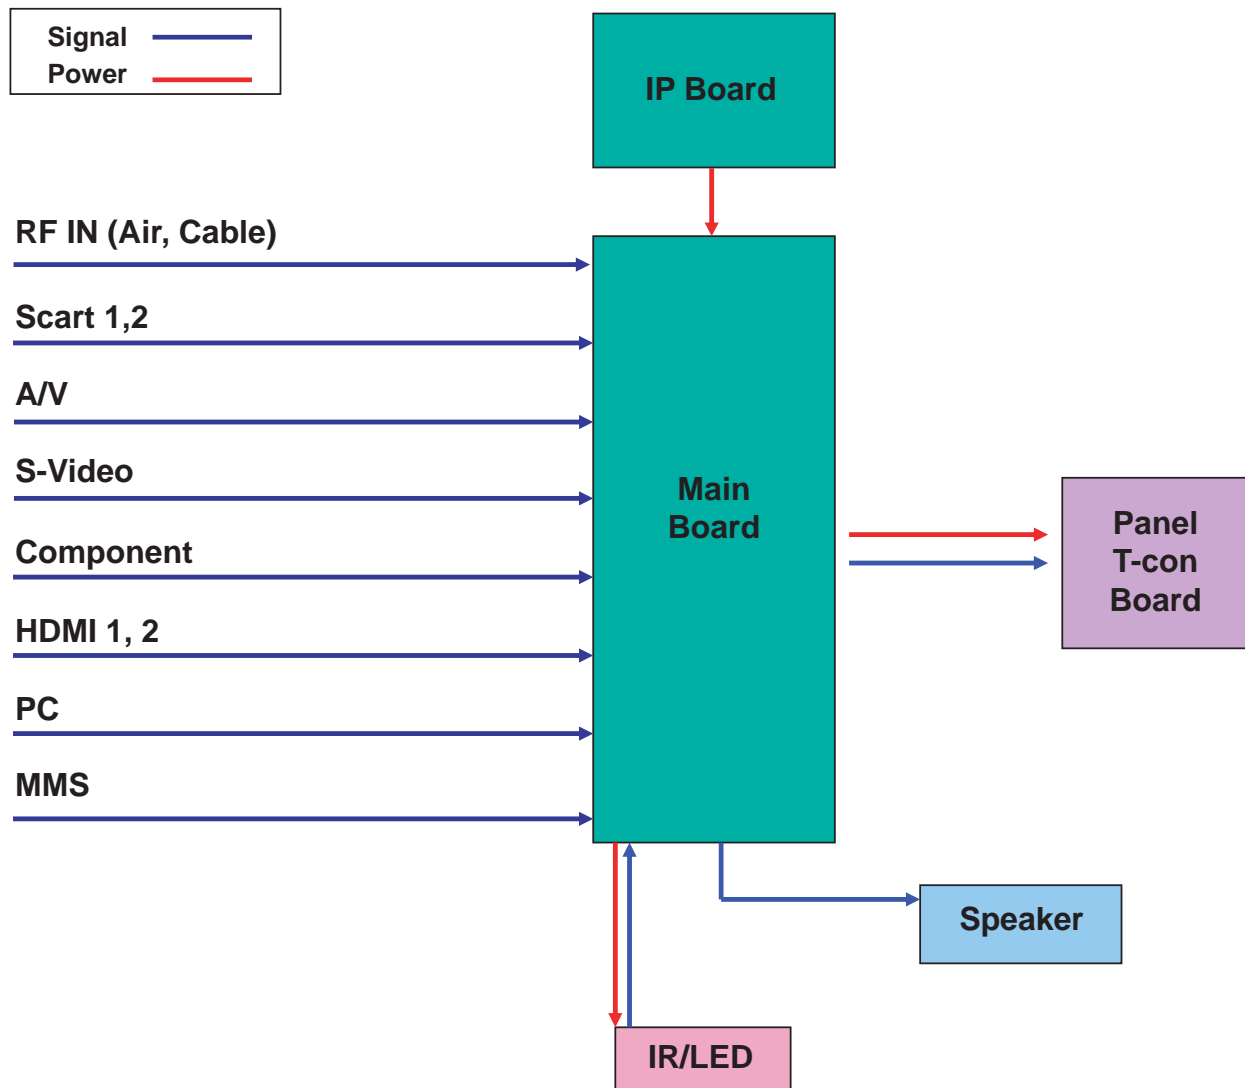 Signal
Power
IP Board
RF IN (Air, Cable)
Scart 1,2
A/V
S-Video
Component
HDMI 1, 2
PC
MMS
Main
Board
Panel
T-con
Board
Speaker
IR/LED